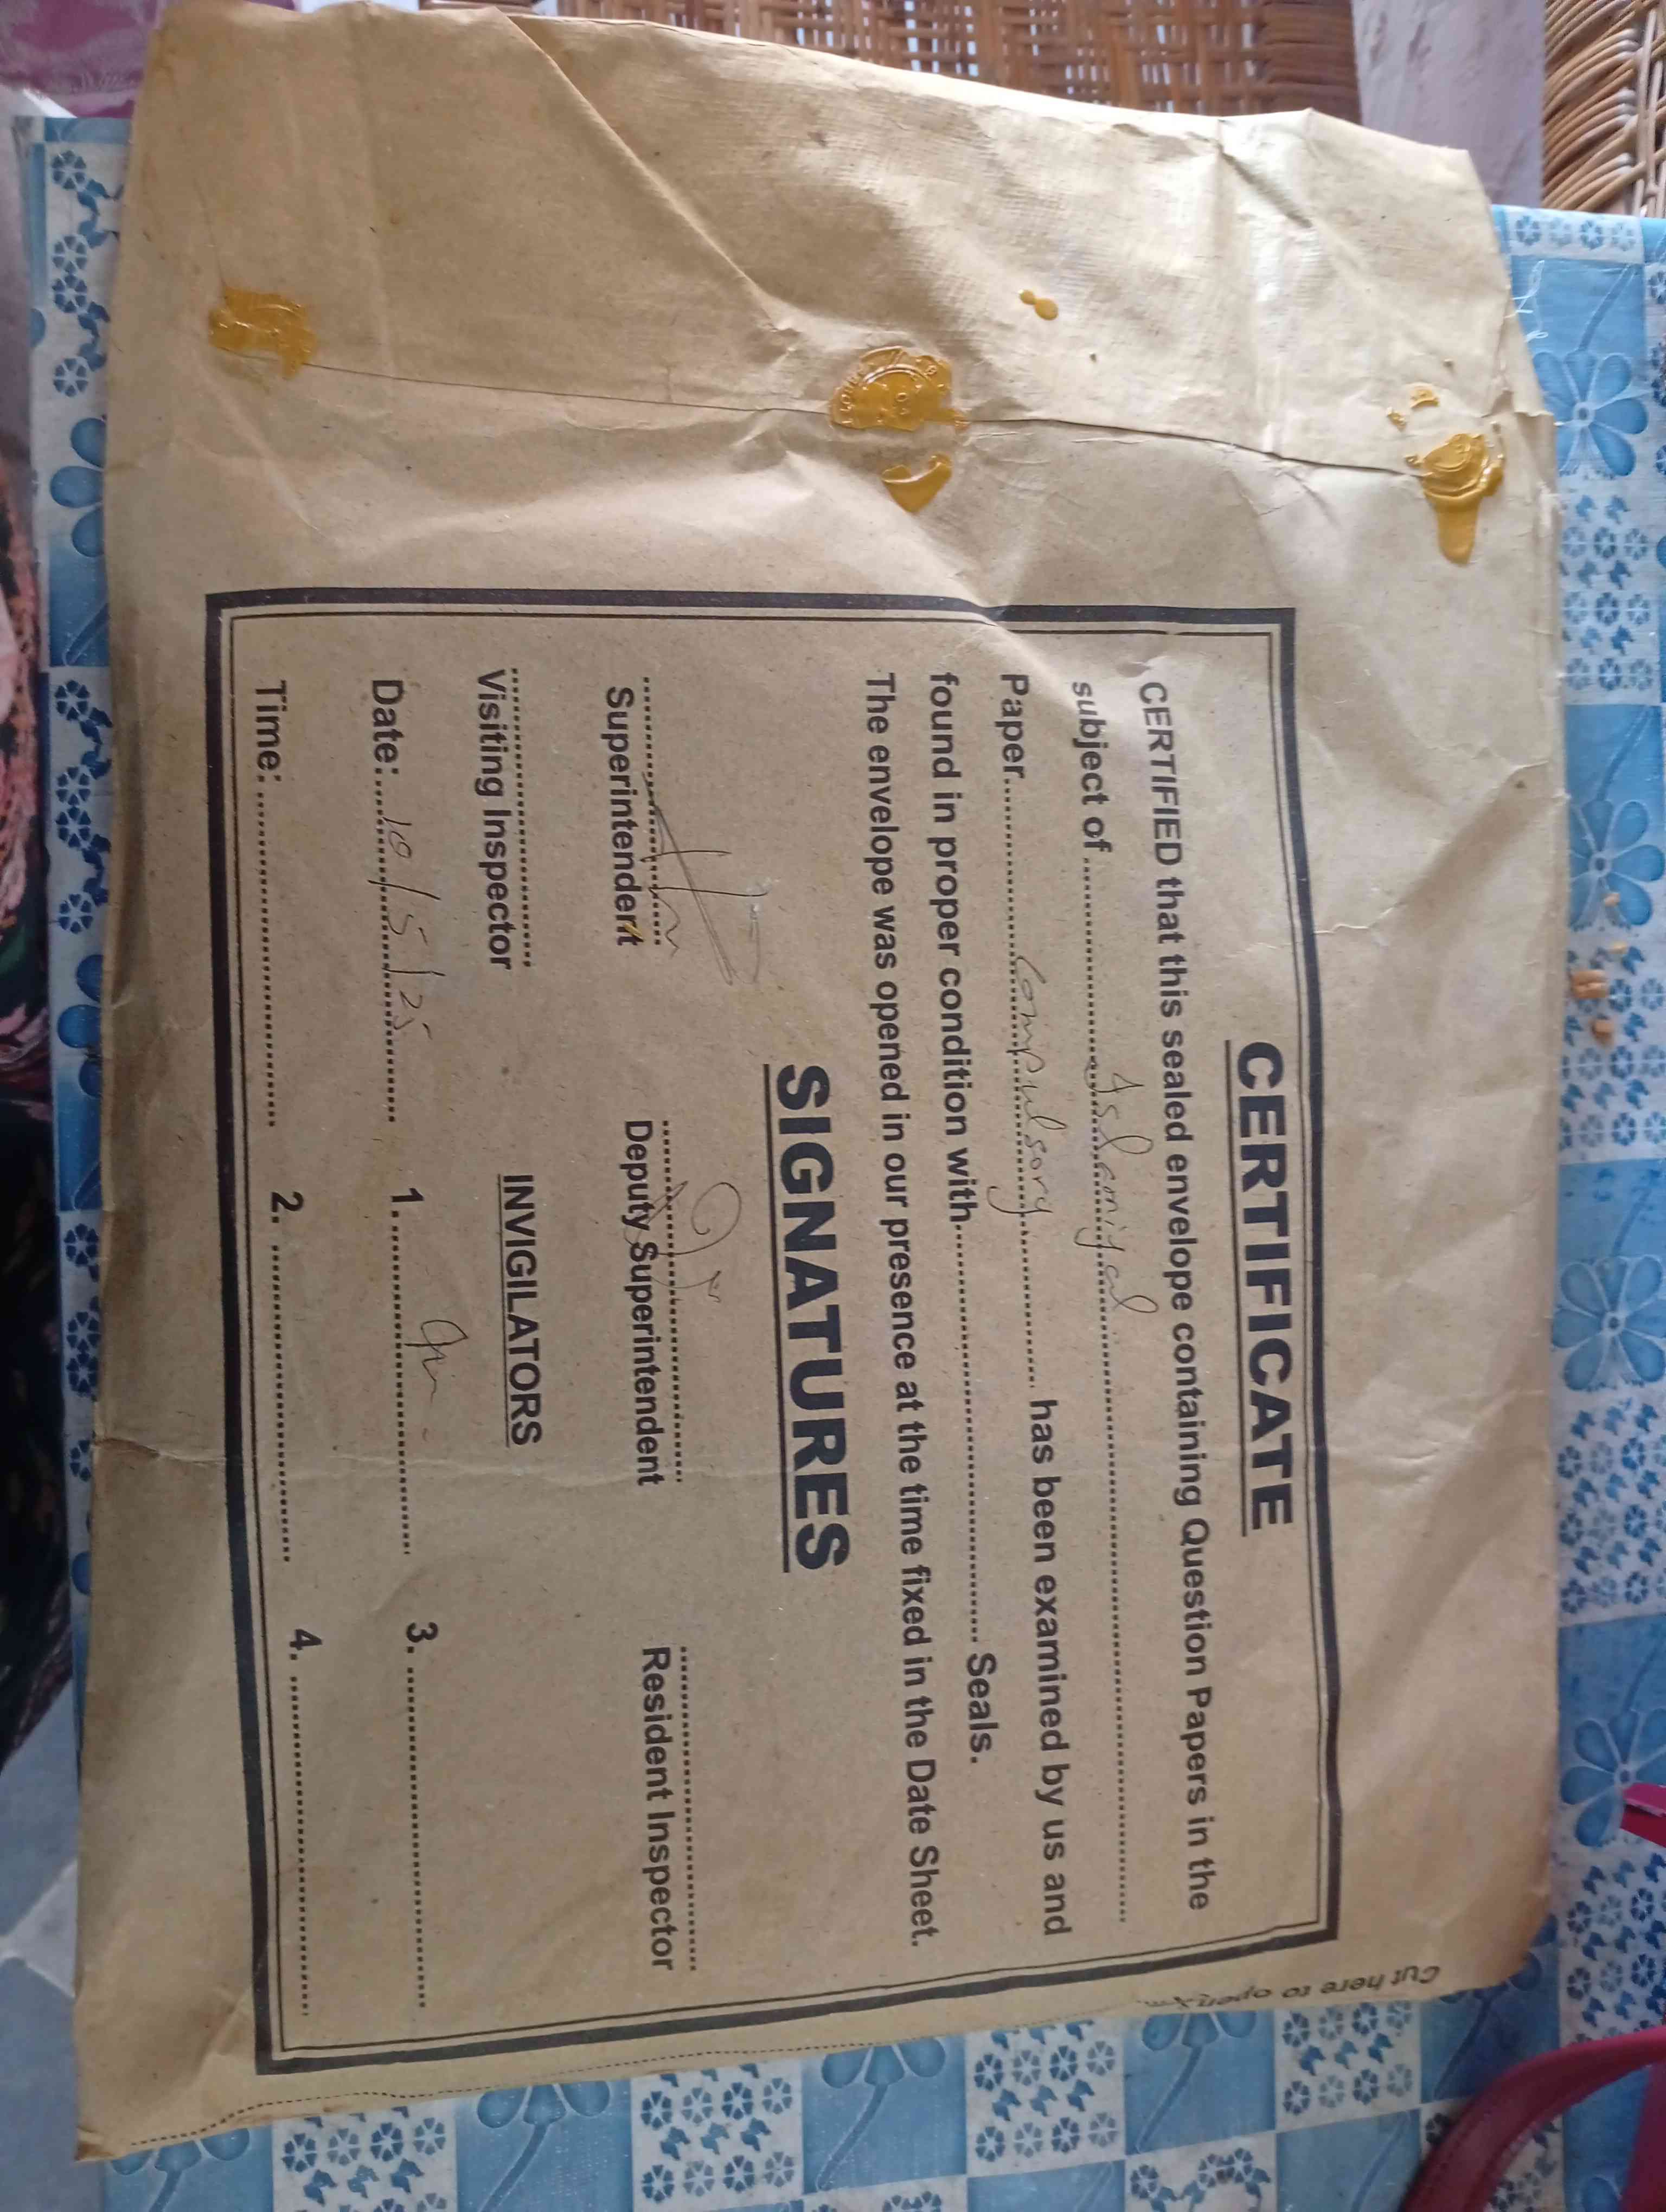 CERTIFICATE
CERTIFIED that this sealed envelope containing Question Papers in the
subject of .......... Islamiyat ..........
Paper.......... Compulsory .......... has been examined by us and
found in proper condition with.......... Seals.
The envelope was opened in our presence at the time fixed in the Date Sheet.
SIGNATURES
Superintendent Deputy Superintendent Resident Inspector
Visiting Inspector INVIGILATORS
Date:... 10/5/25 ... 1. .......... 3. ..........
Time: .......... 2. .......... 4. ..........
Cut here to open